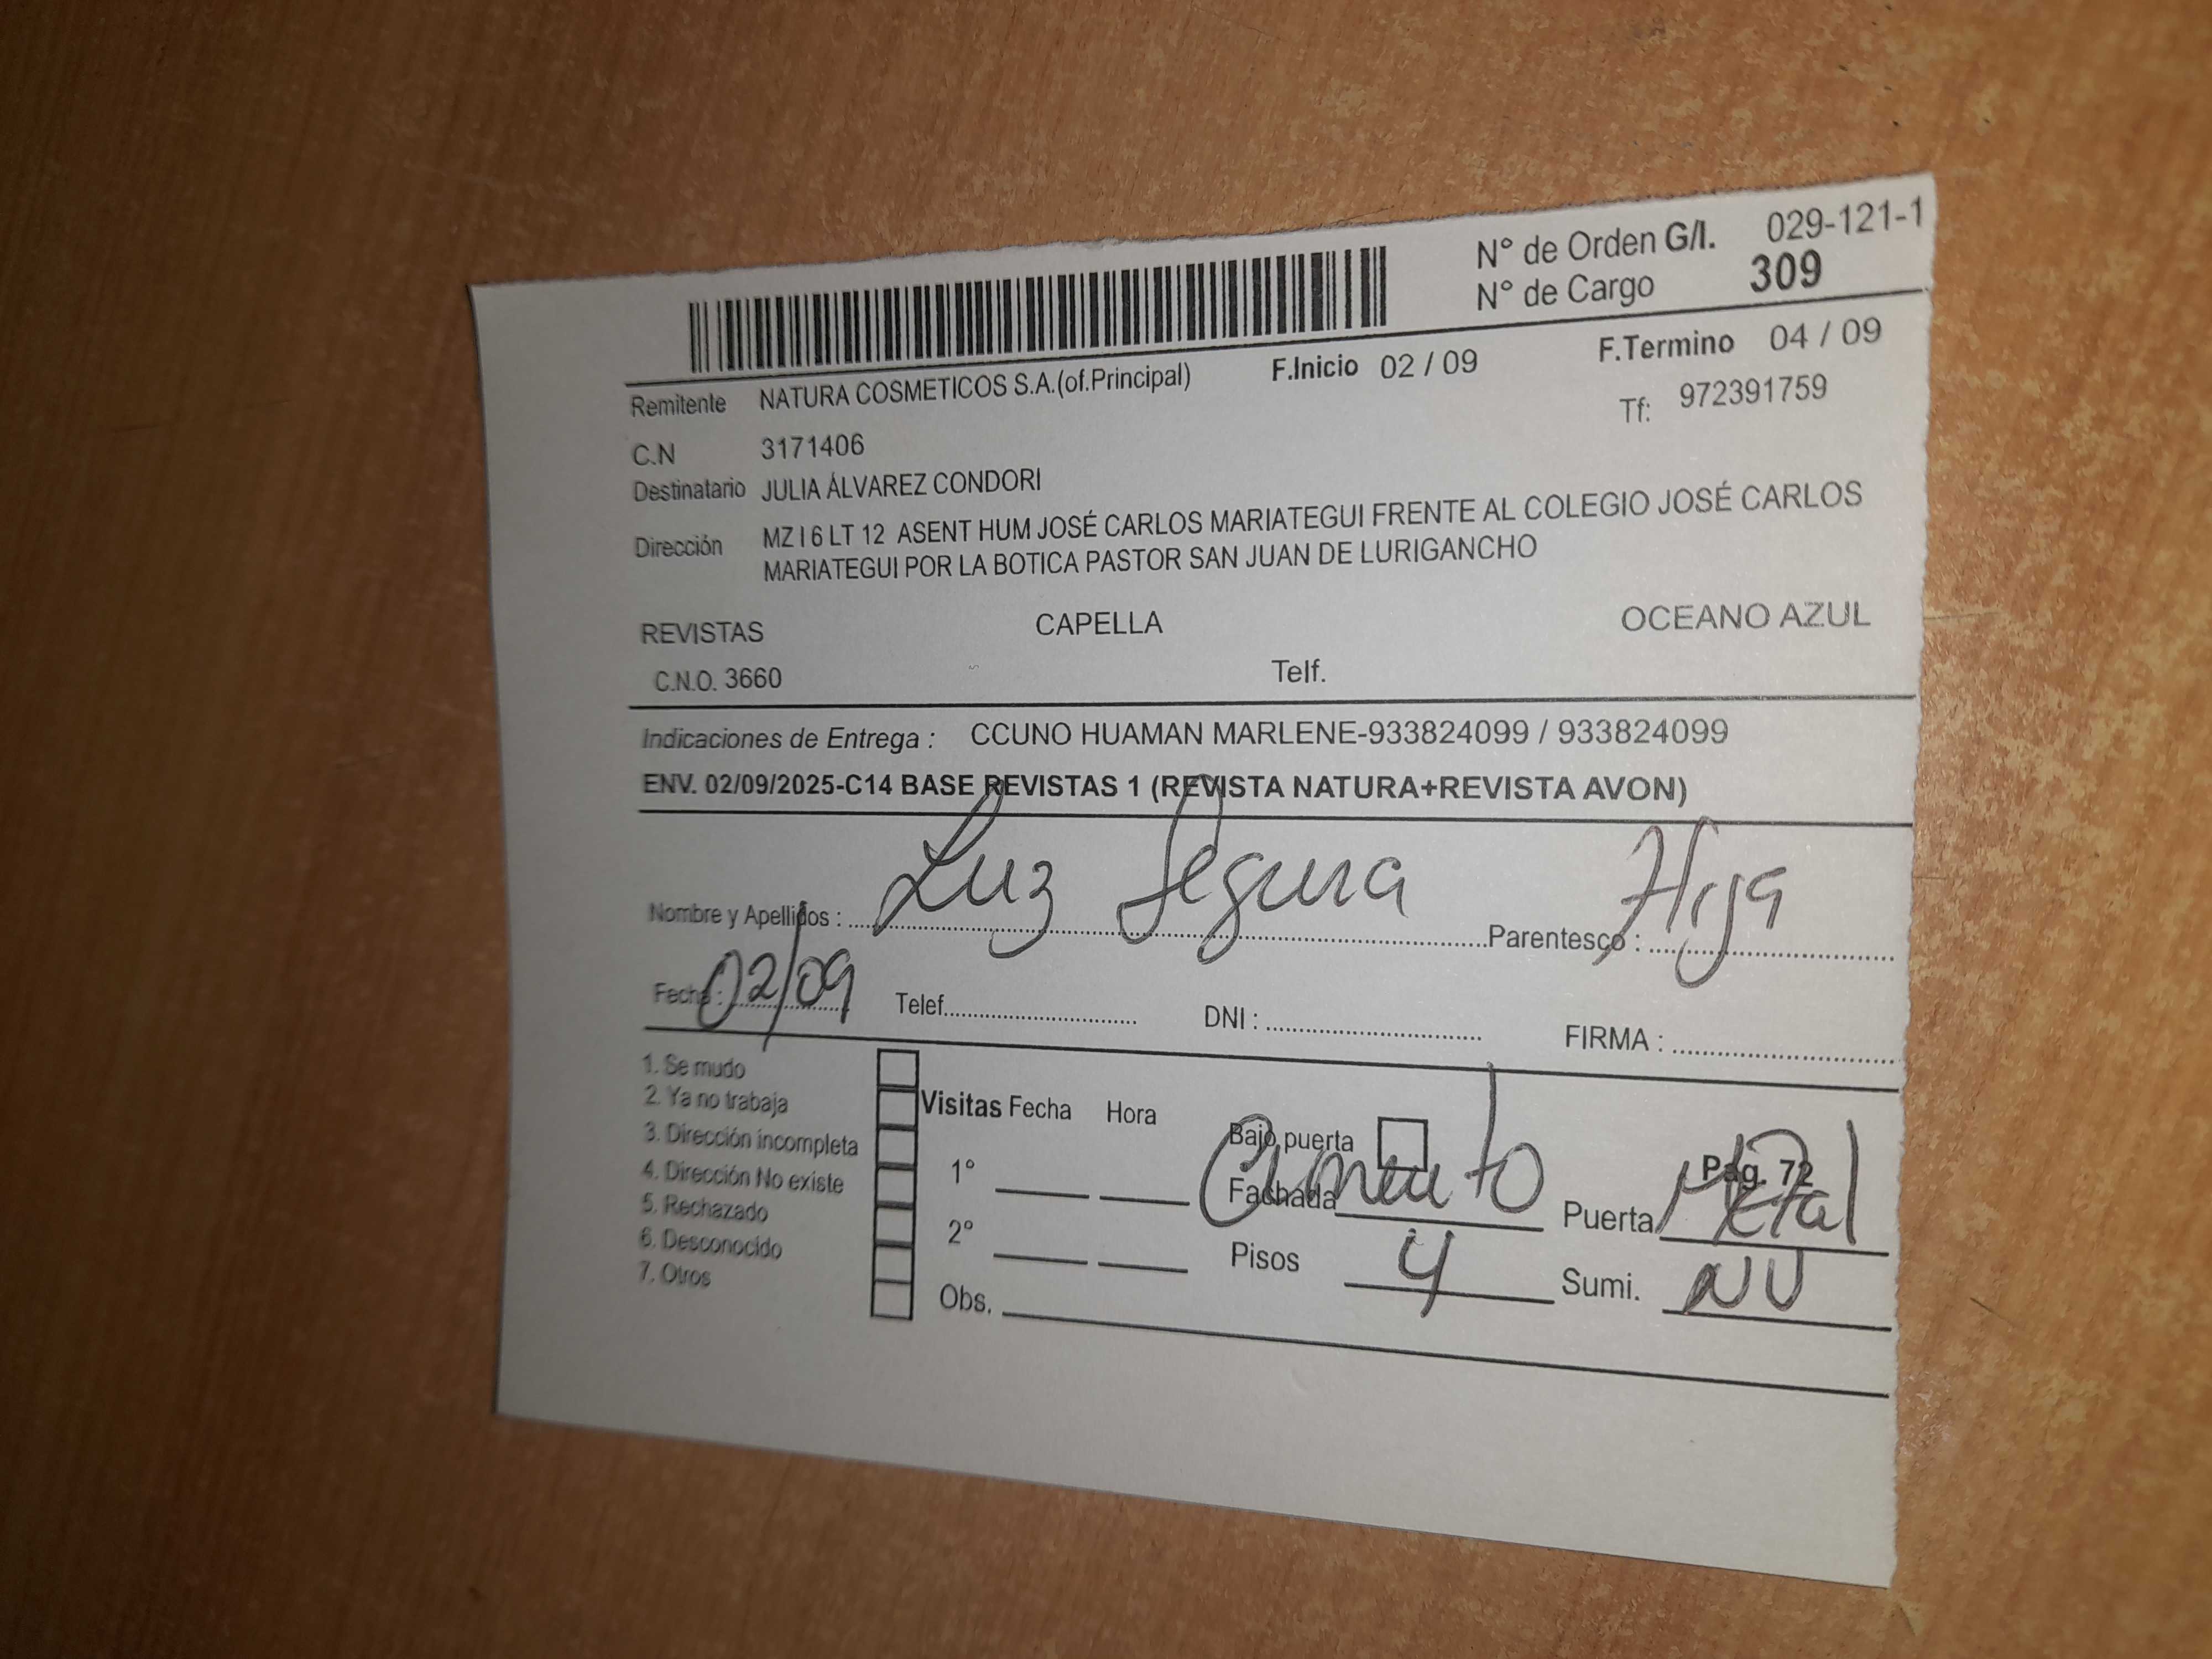 N° de Orden G/I. 029-121-1
N° de Cargo 309
Remitente NATURA COSMETICOS S.A.(of.Principal) F.Inicio 02 / 09 F.Termino 04 / 09
C.N 3171406 Tf: 972391759
Destinatario JULIA ÁLVAREZ CONDORI
Dirección MZ I 6 LT 12 ASENT HUM JOSÉ CARLOS MARIATEGUI FRENTE AL COLEGIO JOSÉ CARLOS
MARIATEGUI POR LA BOTICA PASTOR SAN JUAN DE LURIGANCHO
REVISTAS CAPELLA OCEANO AZUL
C.N.O. 3660 Telf.
Indicaciones de Entrega : CCUNO HUAMAN MARLENE-933824099 / 933824099
ENV. 02/09/2025-C14 BASE REVISTAS 1 (REVISTA NATURA+REVISTA AVON)
Nombre y Apellidos : Luz Segura Parentesco : Hija
Fecha : 02/09 Telef. DNI : FIRMA :
1. Se mudo
2. Ya no trabaja
3. Dirección incompleta
4. Dirección No existe
5. Rechazado
6. Desconocido
7. Otros
Visitas Fecha Hora
1°
2°
Obs.
Bajo puerta
Pag. 72
Fachada Cemento Puerta Metal
Pisos 4 Sumi.